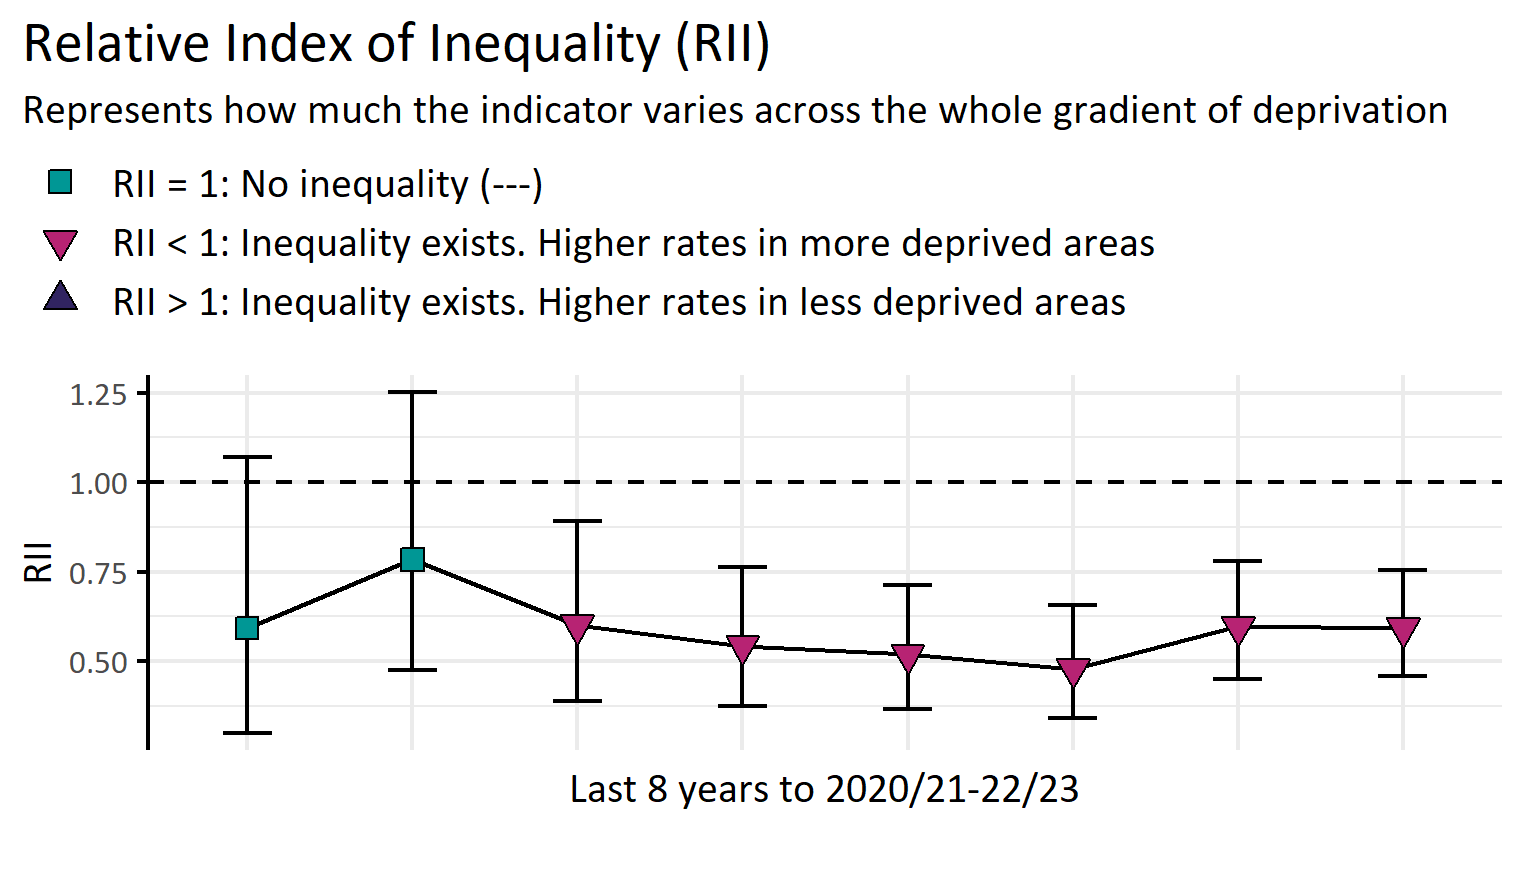 Relative Index of Inequality (RII)
Represents how much the indicator varies across the whole gradient of deprivation
RII = 1: No inequality (---)
RII < 1: Inequality exists. Higher rates in more deprived areas
RII > 1: Inequality exists. Higher rates in less deprived areas
1.25
1.00
0.75
0.50
RII
Last 8 years to 2020/21-22/23